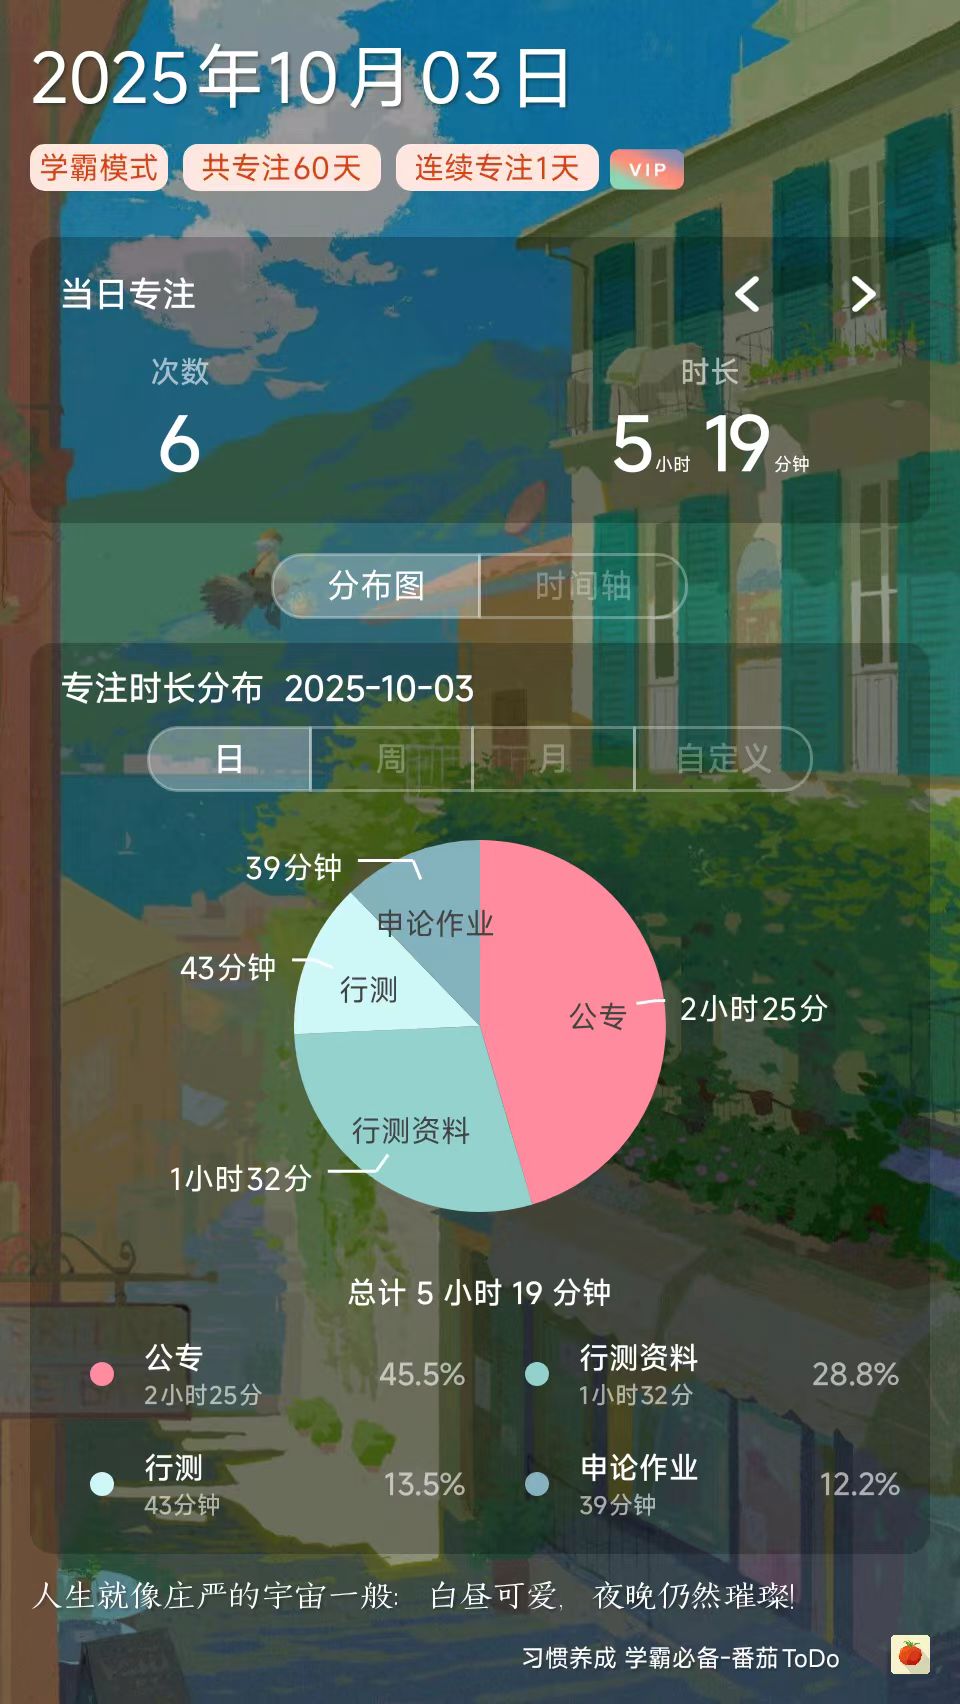 2025年10月03日
学霸模式 共专注60天 连续专注1天 VIP
当日专注
次数 时长
6 5小时 19分钟
分布图 时间轴
专注时长分布 2025-10-03
日 周 月 自定义
39分钟
申论作业
43分钟
行测
公专 2小时25分
行测资料
1小时32分
总计 5 小时 19 分钟
公专 45.5% 行测资料 28.8%
2小时25分 1小时32分
行测 13.5% 申论作业 12.2%
43分钟 39分钟
人生就像庄严的宇宙一般: 白昼可爱, 夜晚仍然璀璨!
习惯养成 学霸必备-番茄ToDo